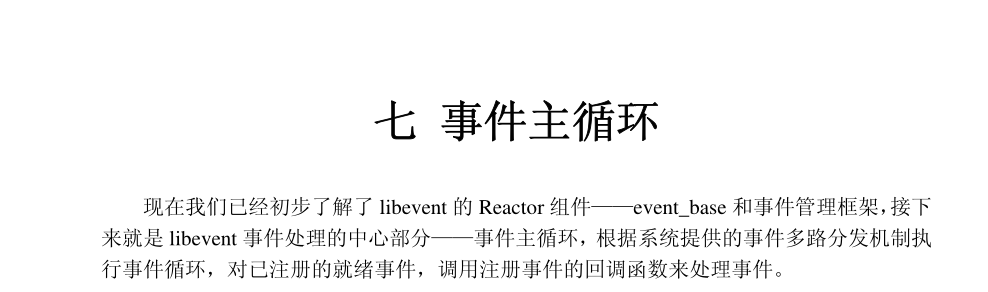 七 事件主循环
现在我们已经初步了解了 libevent 的 Reactor 组件——event_base 和事件管理框架，接下
来就是 libevent 事件处理的中心部分——事件主循环，根据系统提供的事件多路分发机制执
行事件循环，对已注册的就绪事件，调用注册事件的回调函数来处理事件。